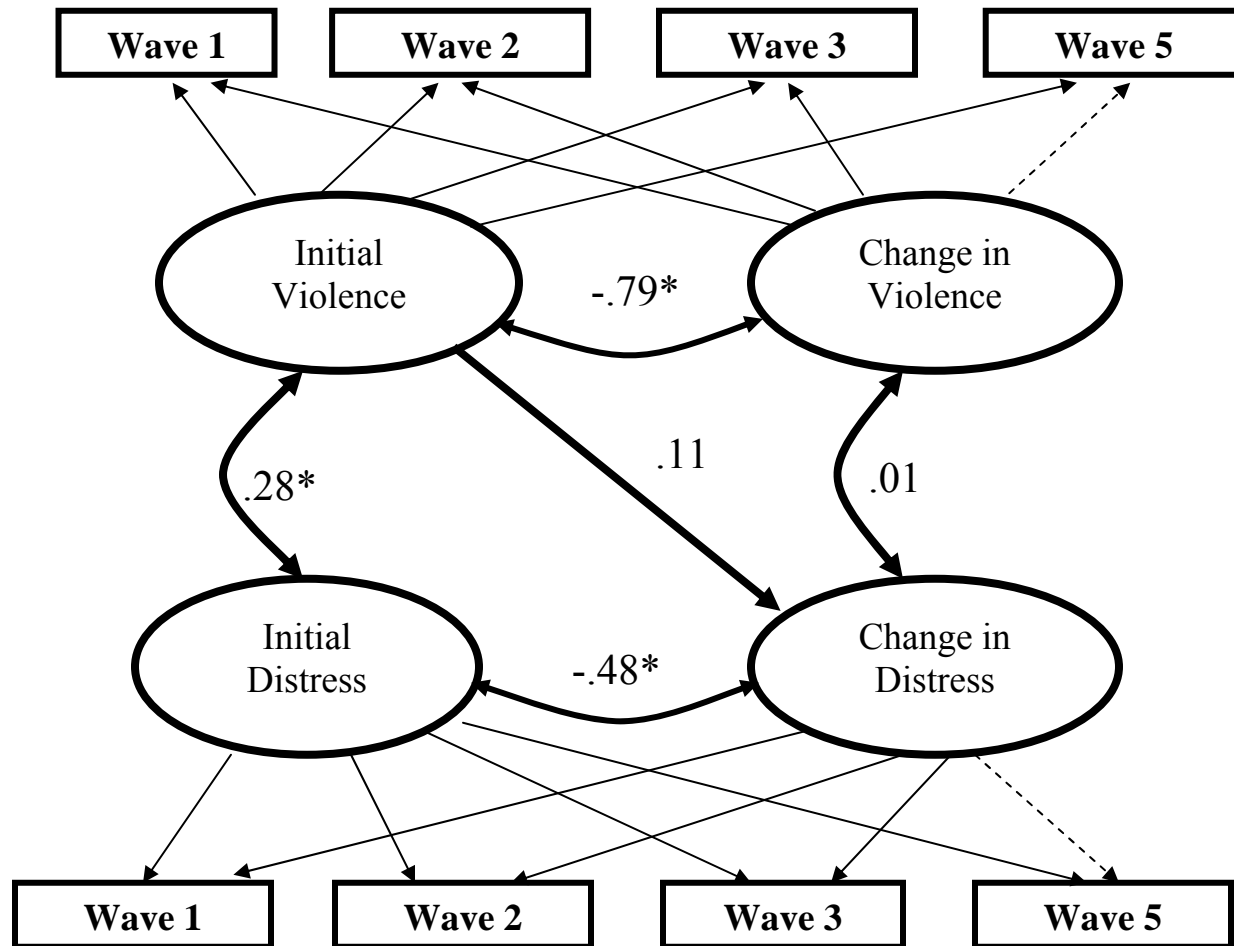 Wave 1
Wave 2
Wave 3
Wave 5
Initial
Violence
Change in
Violence
-.79*
.28*
.11
.01
Initial
Distress
Change in
Distress
-.48*
Wave 1
Wave 2
Wave 3
Wave 5